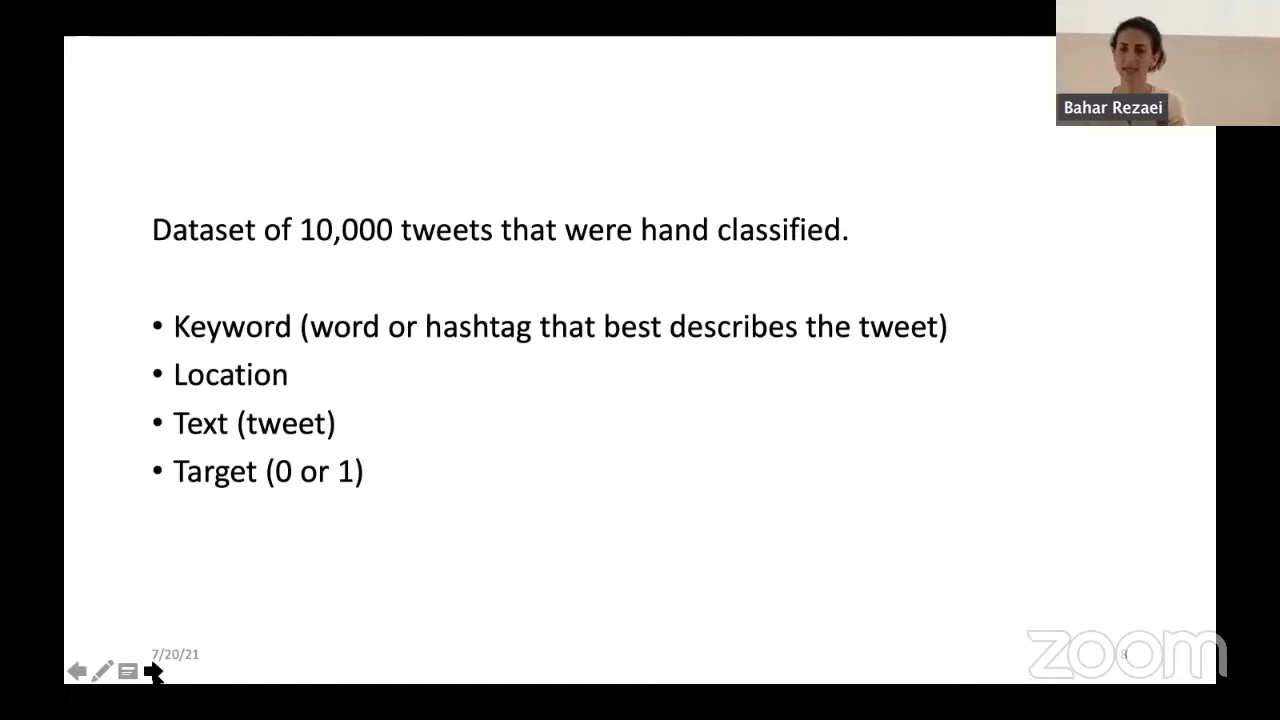 Bahar Rezaei
Dataset of 10,000 tweets that were hand classified.
• Keyword (word or hashtag that best describes the tweet)
• Location
• Text (tweet)
• Target (0 or 1)
7/20/21
8
zoom